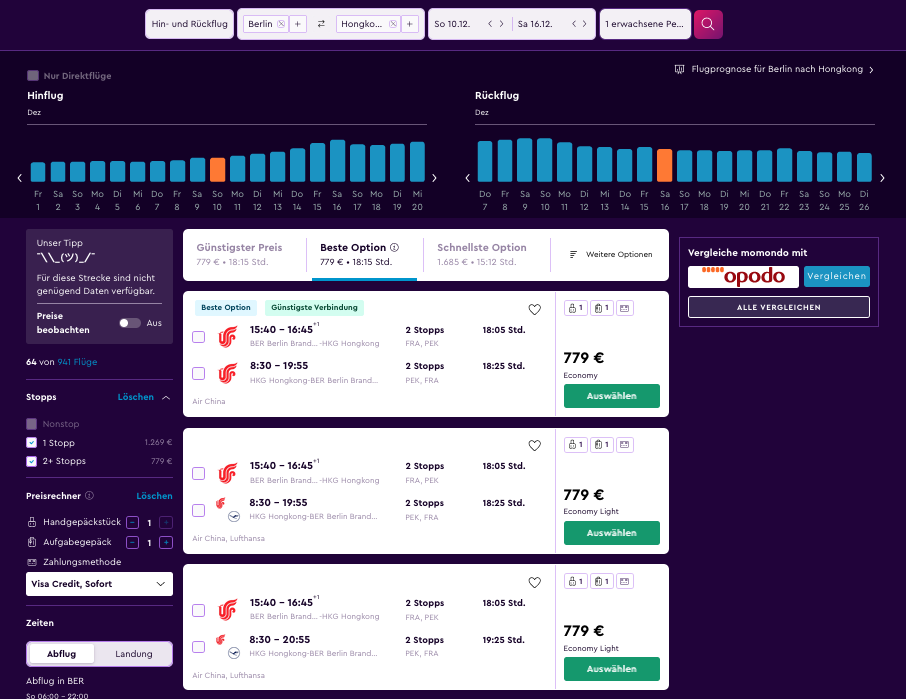 Hin- und Rückflug
Berlin
Hongko...
So 10.12.
Sa 16.12.
1 erwachsene Pe...
Nur Direktflüge
Flugprognose für Berlin nach Hongkong
Hinflug
Dez
Fr Sa So Mo Di Mi Do Fr Sa So Mo Di Mi Do Fr Sa So Mo Di Mi
1 2 3 4 5 6 7 8 9 10 11 12 13 14 15 16 17 18 19 20
Rückflug
Dez
Do Fr Sa So Mo Di Mi Do Fr Sa So Mo Di Mi Do Fr Sa So Mo Di
7 8 9 10 11 12 13 14 15 16 17 18 19 20 21 22 23 24 25 26
Unser Tipp
¯\\_(ツ)_/¯
Für diese Strecke sind nicht
genügend Daten verfügbar.
Preise
beobachten
Aus
64 von 941 Flüge
Stopps
Löschen
Nonstop
1 Stopp
1.269 €
2+ Stopps
779 €
Preisrechner
Löschen
Handgepäckstück − 1 +
Aufgabegepäck − 1 +
Zahlungsmethode
Visa Credit, Sofort
Zeiten
Abflug
Landung
Abflug in BER
So 06:00 – 22:00
Günstigster Preis
779 € • 18:15 Std.
Beste Option
779 € • 18:15 Std.
Schnellste Option
1.685 € • 15:12 Std.
Weitere Optionen
Beste Option
Günstigste Verbindung
15:40 – 16:45+1
BER Berlin Brand... -HKG Hongkong
2 Stopps
FRA, PEK
18:05 Std.
8:30 – 19:55
HKG Hongkong-BER Berlin Brand...
2 Stopps
PEK, FRA
18:25 Std.
Air China
1
1
779 €
Economy
Auswählen
15:40 – 16:45+1
BER Berlin Brand... -HKG Hongkong
2 Stopps
FRA, PEK
18:05 Std.
8:30 – 19:55
HKG Hongkong-BER Berlin Brand...
2 Stopps
PEK, FRA
18:25 Std.
Air China, Lufthansa
1
1
779 €
Economy Light
Auswählen
15:40 – 16:45+1
BER Berlin Brand... -HKG Hongkong
2 Stopps
FRA, PEK
18:05 Std.
8:30 – 20:55
HKG Hongkong-BER Berlin Brand...
2 Stopps
PEK, FRA
19:25 Std.
Air China, Lufthansa
1
1
779 €
Economy Light
Auswählen
Vergleiche momondo mit
opodo
Vergleichen
ALLE VERGLEICHEN